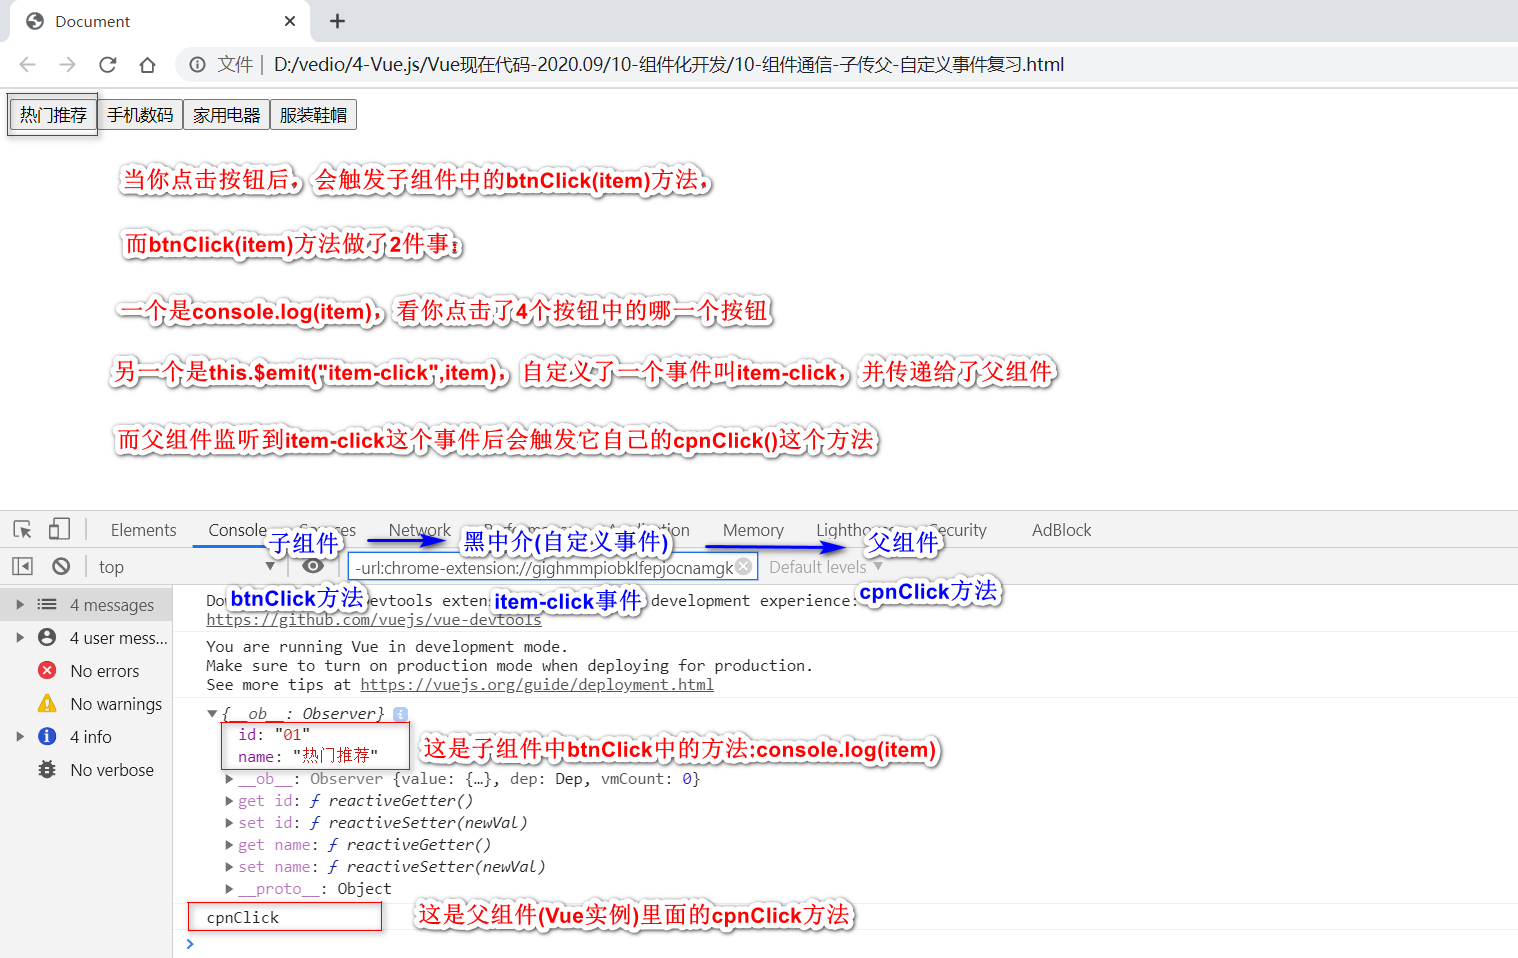 Document
文件 D:/vedio/4-Vue.js/Vue现在代码-2020.09/10-组件化开发/10-组件通信-子传父-自定义事件复习.html
热门推荐 手机数码 家用电器 服装鞋帽
当你点击按钮后，会触发子组件中的btnClick(item)方法，
而btnClick(item)方法做了2件事：
一个是console.log(item)，看你点击了4个按钮中的哪一个按钮
另一个是this.$emit("item-click",item)，自定义了一个事件叫item-click，并传递给了父组件
而父组件监听到item-click这个事件后会触发它自己的cpnClick()这个方法
Elements Console Sources Network Memory Security AdBlock
子组件 黑中介(自定义事件) 父组件
top -url:chrome-extension://gighmmpiobklfepjocnamgk Default levels
btnClick方法 item-click事件 cpnClick方法
4 messages
4 user mess...
No errors
No warnings
4 info
No verbose
development experience:
https://github.com/vuejs/vue-devtools
You are running Vue in development mode.
Make sure to turn on production mode when deploying for production.
See more tips at https://vuejs.org/guide/deployment.html
{__ob__: Observer}
id: "01"
name: "热门推荐"
这是子组件中btnClick中的方法:console.log(item)
__ob__: Observer {value: {…}, dep: Dep, vmCount: 0}
get id: ƒ reactiveGetter()
set id: ƒ reactiveSetter(newVal)
get name: ƒ reactiveGetter()
set name: ƒ reactiveSetter(newVal)
__proto__: Object
cpnClick
这是父组件(Vue实例)里面的cpnClick方法